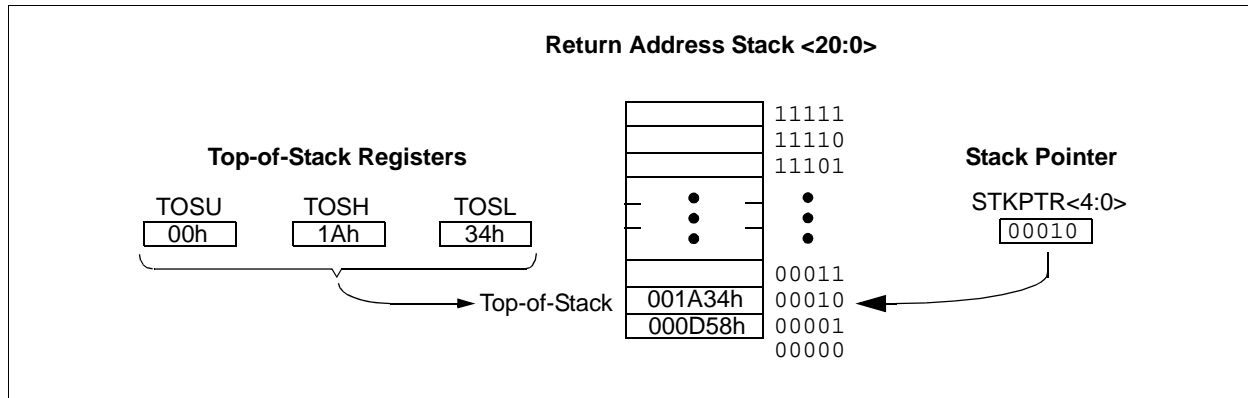 Return Address Stack <20:0>
11111
11110
Top-of-Stack Registers
11101
Stack Pointer
TOSU TOSH TOSL
STKPTR<4:0>
00h 1Ah 34h
00010
00011
Top-of-Stack 001A34h 00010
000D58h 00001
00000